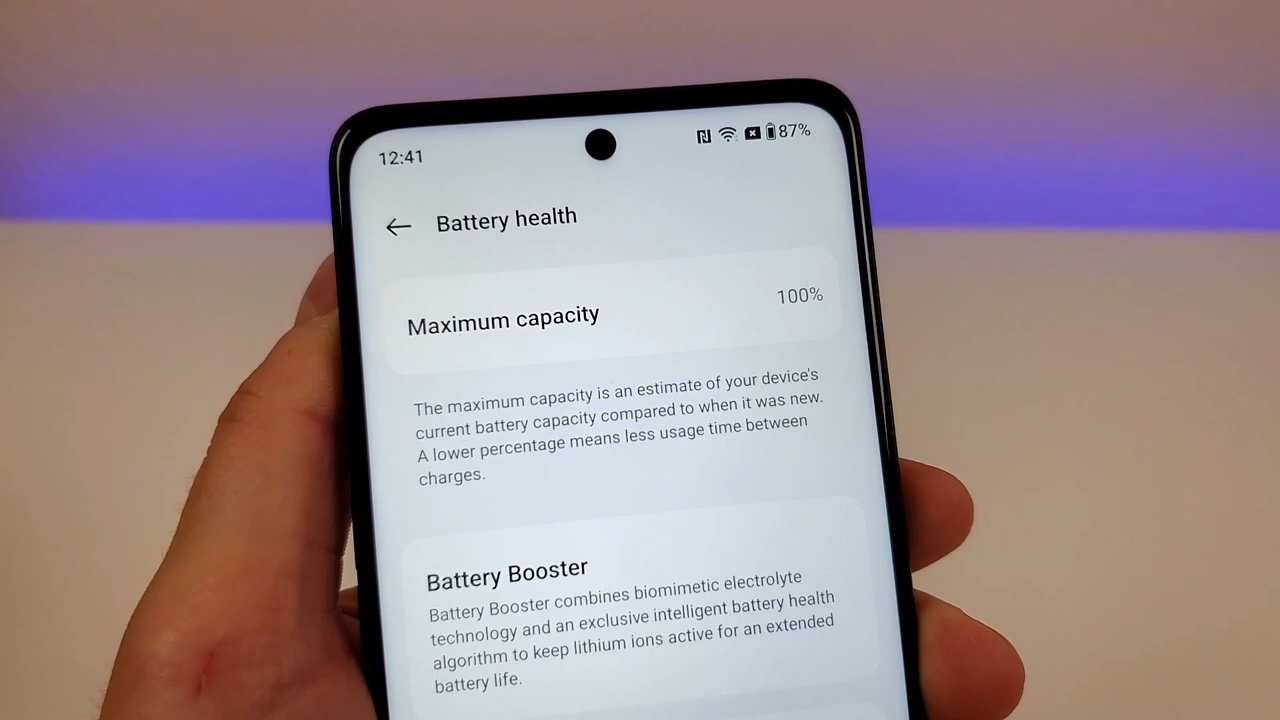 12:41 87%
Battery health
Maximum capacity 100%
The maximum capacity is an estimate of your device's
current battery capacity compared to when it was new.
A lower percentage means less usage time between
charges.
Battery Booster
Battery Booster combines biomimetic electrolyte
technology and an exclusive intelligent battery health
algorithm to keep lithium ions active for an extended
battery life.